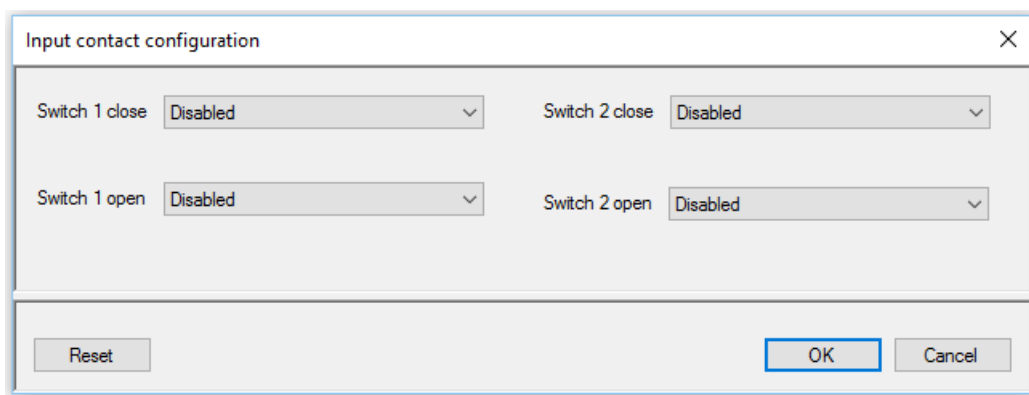 Input contact configuration
Switch 1 close Disabled Switch 2 close Disabled
Switch 1 open Disabled Switch 2 open Disabled
Reset OK Cancel